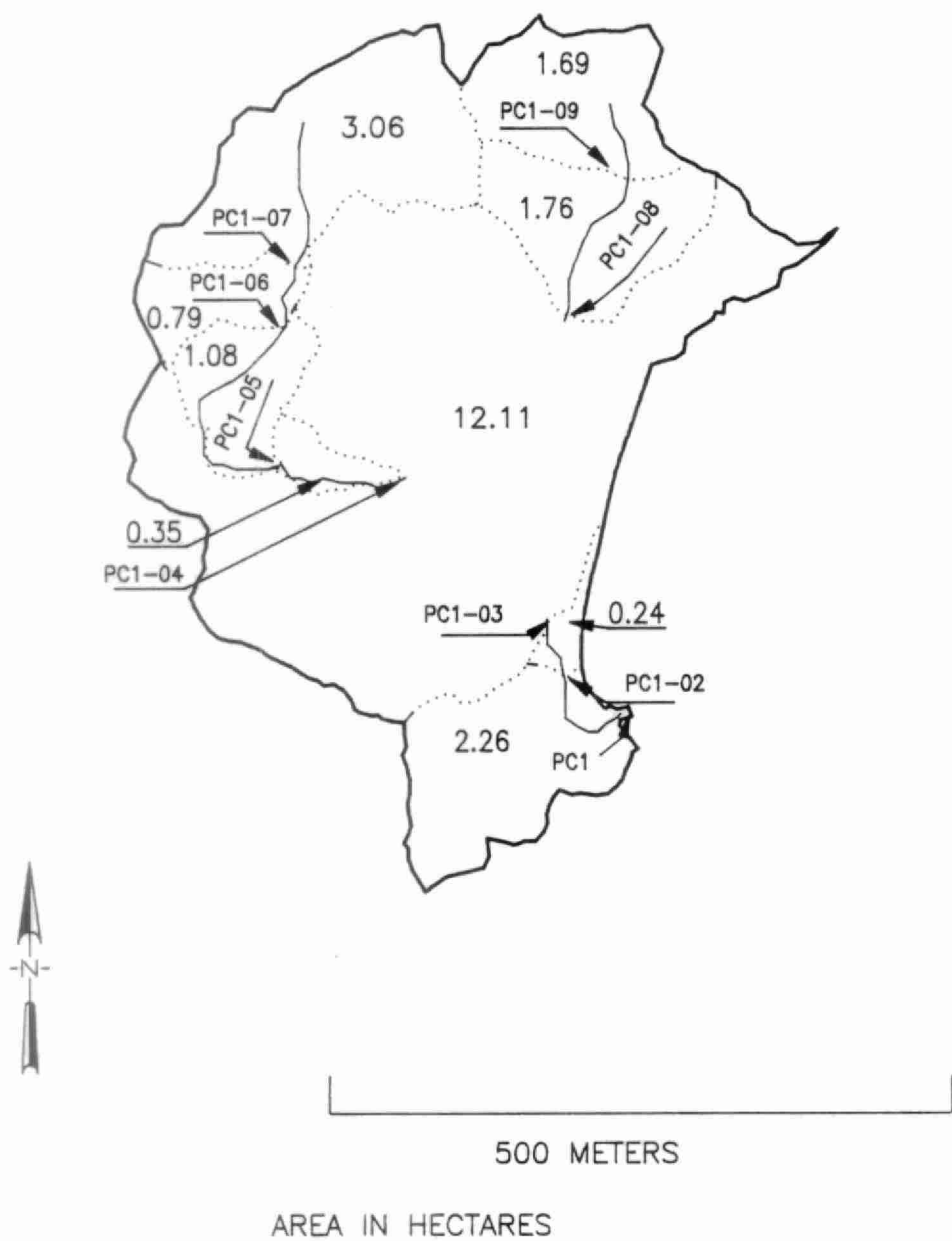 1.69
PC1-09
3.06
1.76
PC1-07
PC1-08
PC1-06
0.79
1.08
PC1-05
12.11
0.35
PC1-04
PC1-03
0.24
PC1-02
2.26
PC1
-N-
500 METERS
AREA IN HECTARES